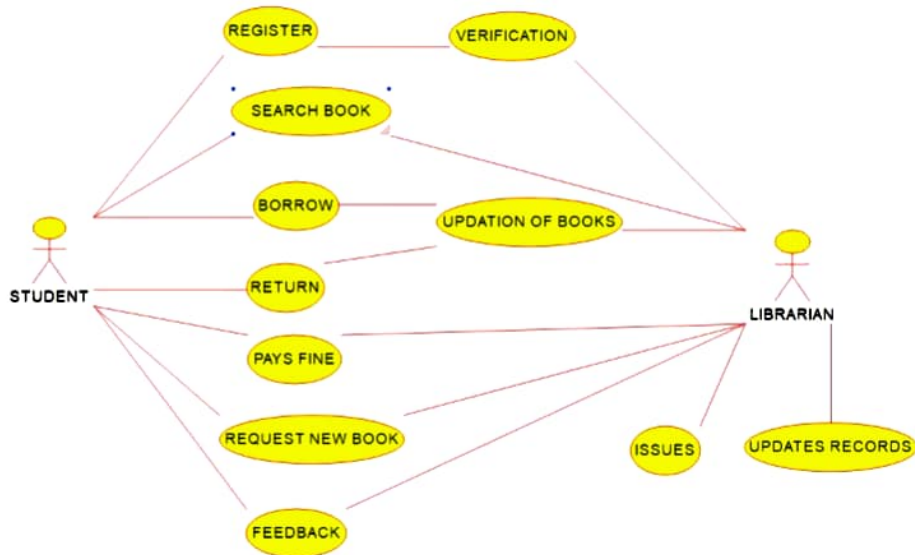 REGISTER
VERIFICATION
SEARCH BOOK
BORROW
UPDATION OF BOOKS
RETURN
STUDENT
LIBRARIAN
PAYS FINE
REQUEST NEW BOOK
ISSUES
UPDATES RECORDS
FEEDBACK